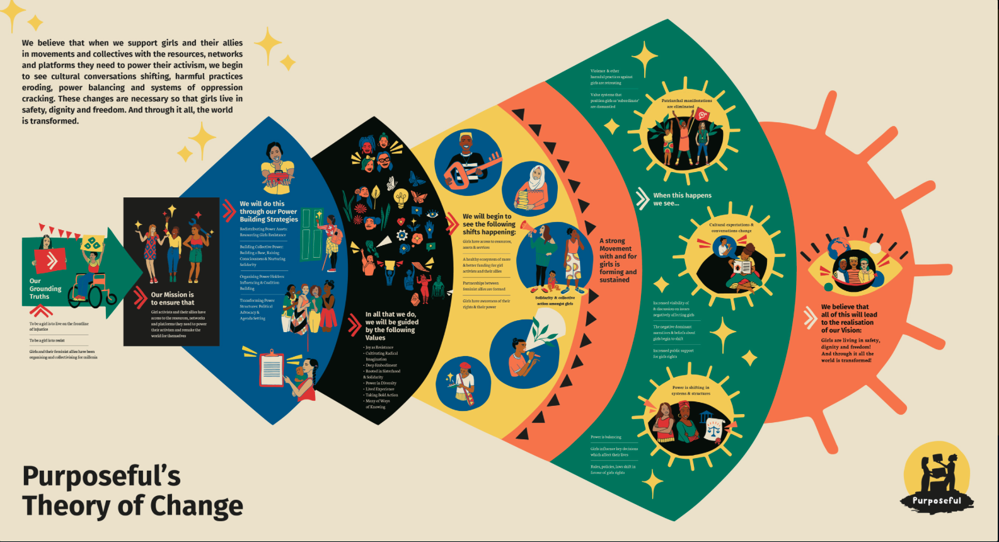 We believe that when we support girls and their allies
in movements and collectives with the resources, networks
and platforms they need to power their activism, we begin
to see cultural conversations shifting, harmful practices
eroding, power balancing and systems of oppression
cracking. These changes are necessary so that girls live in
safety, dignity and freedom. And through it all, the world
is transformed.
Our
Grounding
Truths
To be a girl is to live on the frontline
of injustice
To be a girl is to resist
Girls and their feminist allies have been
organising and collectivising for millenia
Our Mission is
to ensure that
Girl activists and their allies have
access to the resources, networks
and platforms they need to power
their activism and remake the
world for themselves
We will do this
through our Power
Building Strategies
Redistributing Power Assets:
Resourcing Girls Resistance
Building Collective Power:
Building a Base, Raising
Consciousness & Nurturing
Solidarity
Organising Power Holders:
Influencing & Coalition
Building
Transforming Power
Structures: Political
Advocacy &
Agenda Setting
In all that we do,
we will be guided
by the following
Values
• Joy as Resistance
• Cultivating Radical
Imagination
• Deep Embodiment
• Rooted in Sisterhood
& Solidarity
• Power in Diversity
• Lived Experience
• Taking Bold Action
• Many of Ways
of Knowing
We will begin to
see the following
shifts happening:
Girls have access to resources,
assets & services
A healthy ecosystem of more
& better funding for girl
activists and their allies
Partnerships between
feminist allies are formed
Girls have awareness of their
rights & their power
Solidarity & collective
action amongst girls
A strong
Movement
with and for
girls is
forming and
sustained
Violence & other
harmful practices against
girls are retreating
Value systems that
position girls as 'subordinate'
are dismantled
Patriarchal manifestations
are eliminated
When this happens
we see...
Cultural expectations &
conversations change
Increased visibility of
& discussion on issues
negatively affecting girls
The negative dominant
narratives & beliefs about
girls begin to shift
Increased public support
for girls rights
Power is shifting in
systems & structures
Power is balancing
Girls influence key decisions
which affect their lives
Rules, policies, laws shift in
favour of girls rights
We believe that
all of this will lead
to the realisation
of our Vision:
Girls are living in safety,
dignity and freedom!
And through it all the
world is transformed!
Purposeful's
Theory of Change
Purposeful